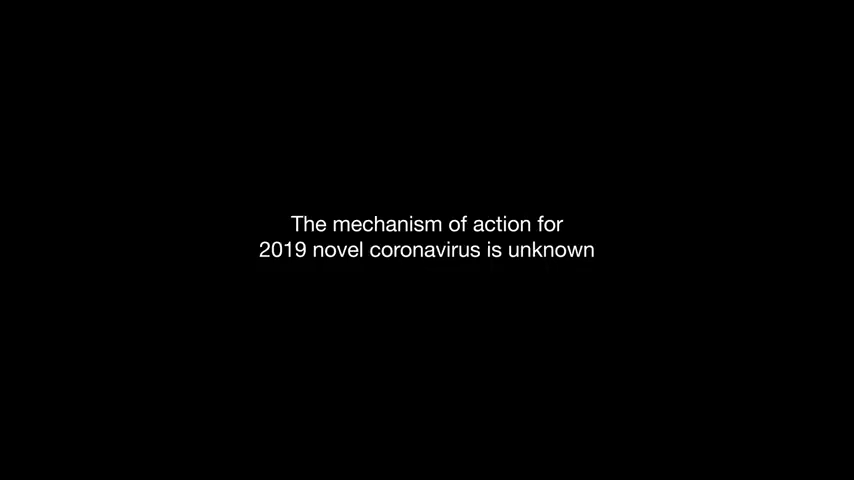 The mechanism of action for
2019 novel coronavirus is unknown